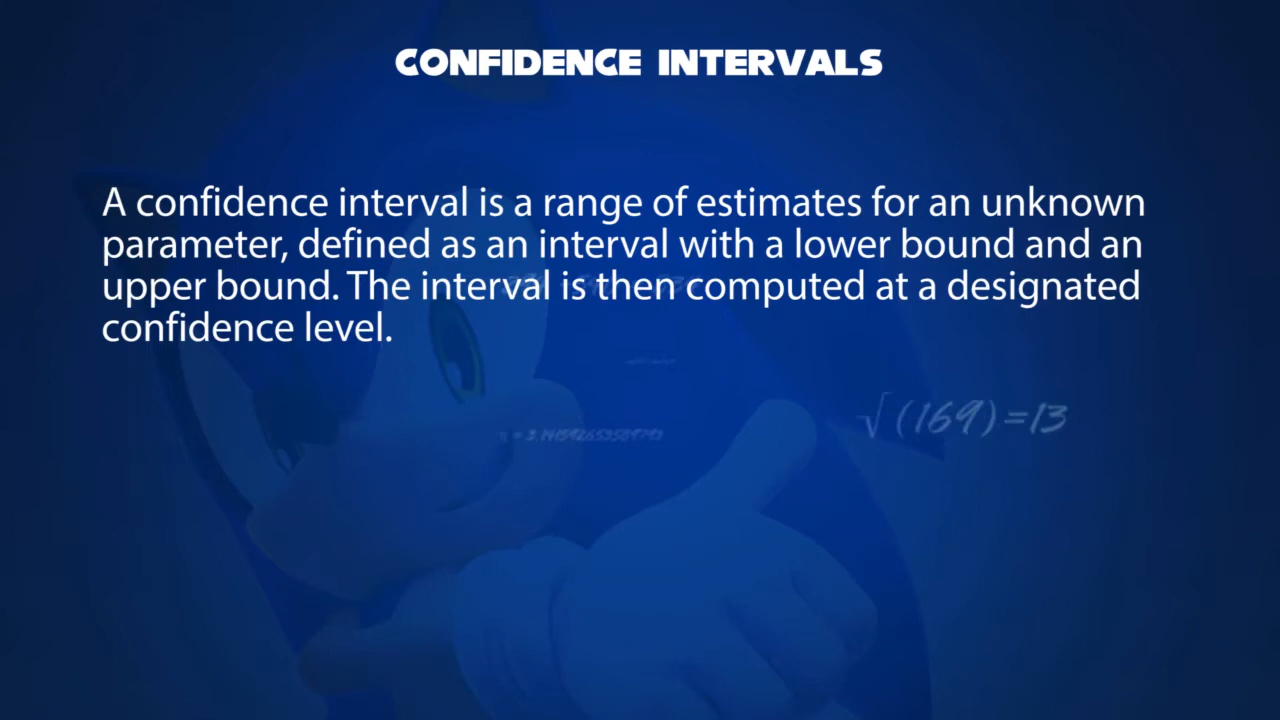 CONFIDENCE INTERVALS
A confidence interval is a range of estimates for an unknown
parameter, defined as an interval with a lower bound and an
upper bound. The interval is then computed at a designated
confidence level.
√(169)=13